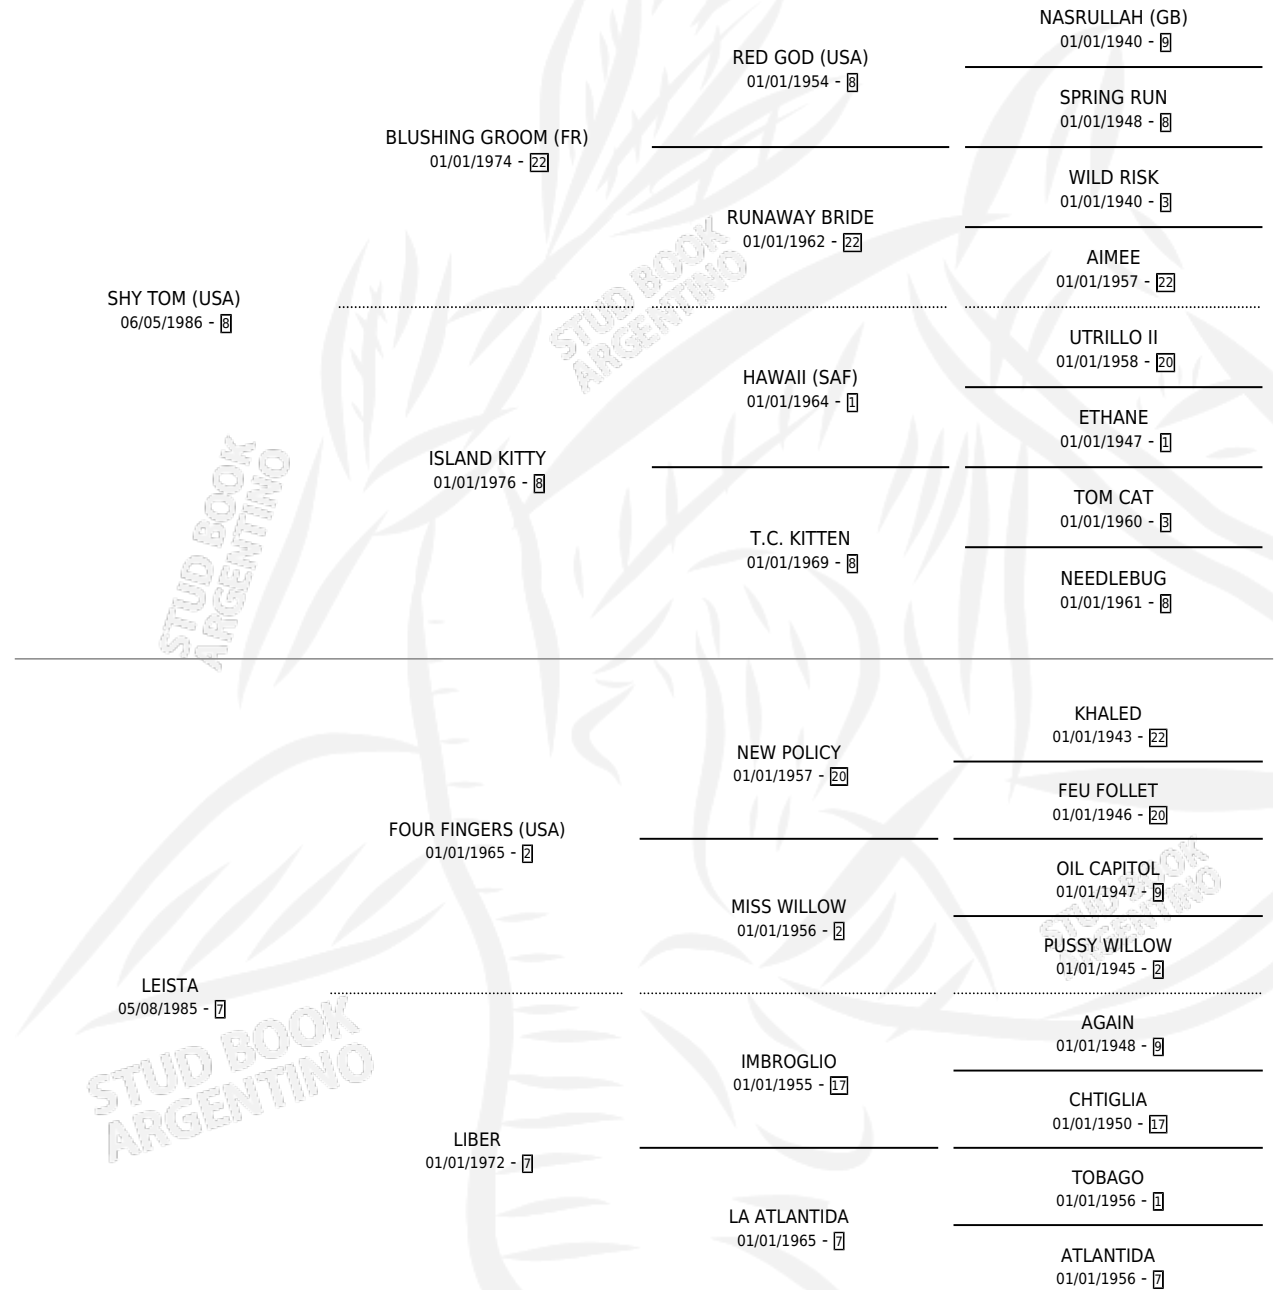 NASRULLAH (GB)
01/01/1940 - 9
RED GOD (USA)
01/01/1954 - 8
SPRING RUN
01/01/1948 - 8
BLUSHING GROOM (FR)
01/01/1974 - 22
WILD RISK
01/01/1940 - 3
RUNAWAY BRIDE
01/01/1962 - 22
AIMEE
01/01/1957 - 22
SHY TOM (USA)
06/05/1986 - 8
UTRILLO II
01/01/1958 - 20
HAWAII (SAF)
01/01/1964 - 1
ETHANE
01/01/1947 - 1
ISLAND KITTY
01/01/1976 - 8
TOM CAT
01/01/1960 - 3
T.C. KITTEN
01/01/1969 - 8
NEEDLEBUG
01/01/1961 - 8
KHALED
01/01/1943 - 22
NEW POLICY
01/01/1957 - 20
FEU FOLLET
01/01/1946 - 20
FOUR FINGERS (USA)
01/01/1965 - 2
OIL CAPITOL
01/01/1947 - 9
MISS WILLOW
01/01/1956 - 2
PUSSY WILLOW
01/01/1945 - 2
LEISTA
05/08/1985 - 7
AGAIN
01/01/1948 - 9
IMBROGLIO
01/01/1955 - 17
CHTIGLIA
01/01/1950 - 17
LIBER
01/01/1972 - 7
TOBAGO
01/01/1956 - 1
LA ATLANTIDA
01/01/1965 - 7
ATLANTIDA
01/01/1956 - 7
STUD BOOK
ARGENTINO
STUD BOOK
ARGENTINO
STUD BOOK
ARGENTINO
STUD BOOK
ARGENTINO